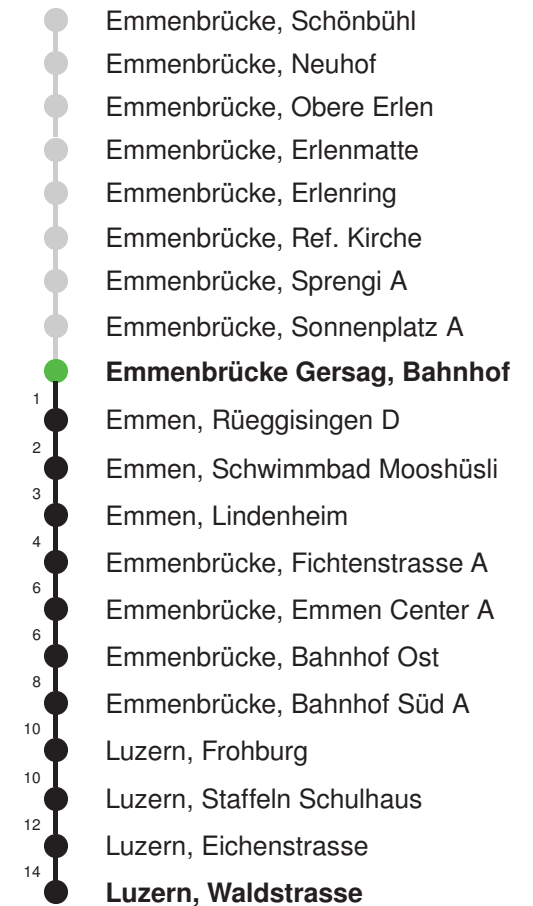 Emmenbrücke, Schönbühl
Emmenbrücke, Neuhof
Emmenbrücke, Obere Erlen
Emmenbrücke, Erlenmatte
Emmenbrücke, Erlenring
Emmenbrücke, Ref. Kirche
Emmenbrücke, Sprengi A
Emmenbrücke, Sonnenplatz A
Emmenbrücke Gersag, Bahnhof
1
Emmen, Rüeggisingen D
2
Emmen, Schwimmbad Mooshüsli
3
Emmen, Lindenheim
4
Emmenbrücke, Fichtenstrasse A
6
Emmenbrücke, Emmen Center A
6
Emmenbrücke, Bahnhof Ost
8
Emmenbrücke, Bahnhof Süd A
10
Luzern, Frohburg
10
Luzern, Staffeln Schulhaus
12
Luzern, Eichenstrasse
14
Luzern, Waldstrasse